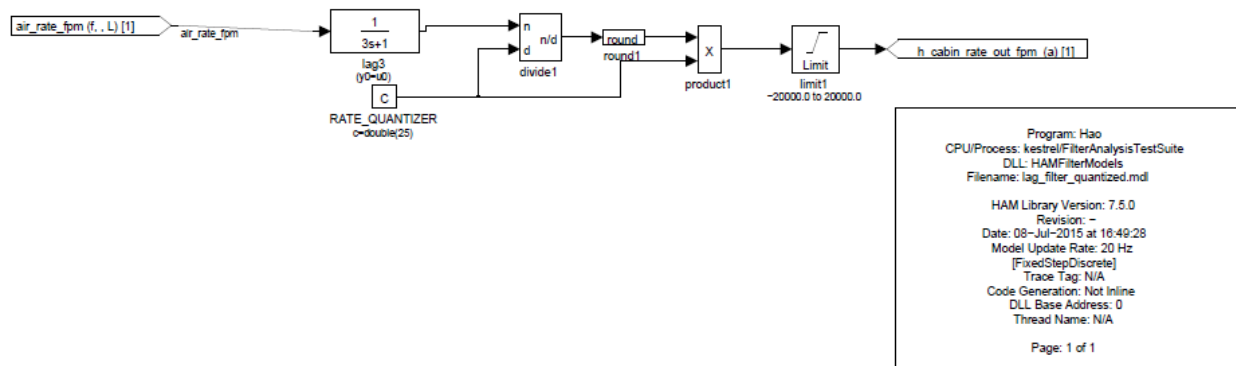 air_rate_fpm (f, , L) [1]
air_rate_fpm
1
3s+1
lag3
(y0=u0)
n
d
n/d
divide1
round
round1
X
product1
Limit
limit1
−20000.0 to 20000.0
h_cabin_rate_out_fpm (a) [1]
C
RATE_QUANTIZER
c=double(25)
Program: Hao
CPU/Process: kestrel/FilterAnalysisTestSuite
DLL: HAMFilterModels
Filename: lag_filter_quantized.mdl
HAM Library Version: 7.5.0
Revision: −
Date: 08−Jul−2015 at 16:49:28
Model Update Rate: 20 Hz
[FixedStepDiscrete]
Trace Tag: N/A
Code Generation: Not Inline
DLL Base Address: 0
Thread Name: N/A
Page: 1 of 1